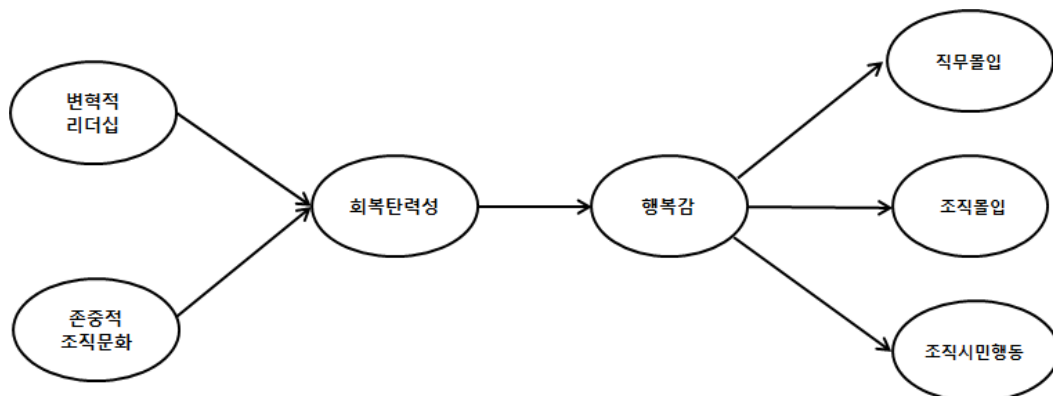 변혁적
리더십
존중적
조직문화
회복탄력성
행복감
직무몰입
조직몰입
조직시민행동